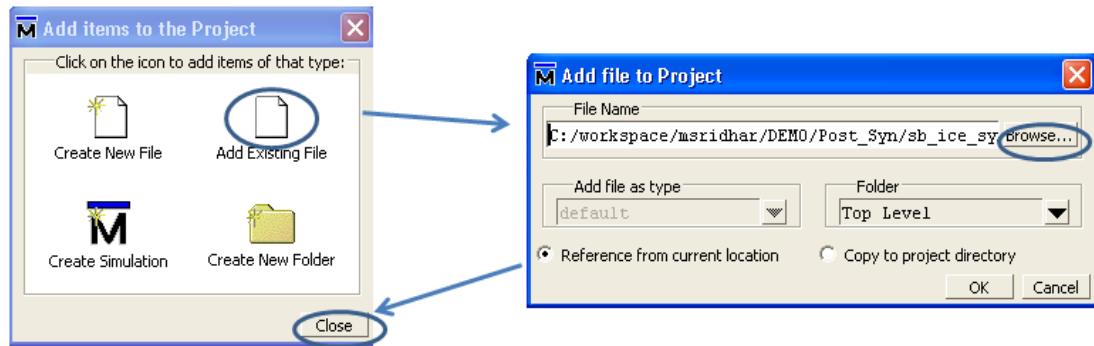 Add items to the Project
Click on the icon to add items of that type:
Create New File
Add Existing File
Create Simulation
Create New Folder
Close
Add file to Project
File Name
C:/workspace/msridhar/DEMO/Post_Syn/sb_ice_sy
Browse...
Add file as type
default
Folder
Top Level
Reference from current location
Copy to project directory
OK
Cancel